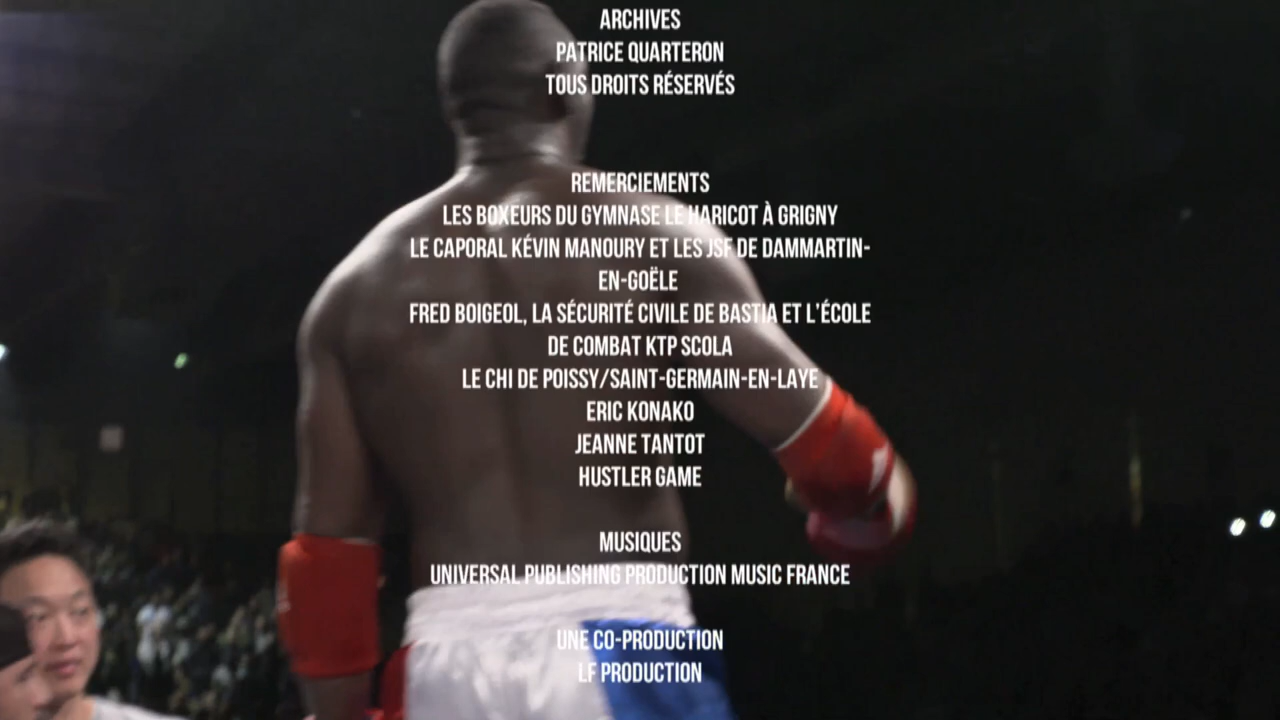 ARCHIVES
PATRICE QUARTERON
TOUS DROITS RÉSERVÉS
REMERCIEMENTS
LES BOXEURS DU GYMNASE LE HARICOT À GRIGNY
LE CAPORAL KÉVIN MANOURY ET LES JSF DE DAMMARTIN-
EN-GOËLE
FRED BOIGEOL, LA SÉCURITÉ CIVILE DE BASTIA ET L'ÉCOLE
DE COMBAT KTP SCOLA
LE CHI DE POISSY/SAINT-GERMAIN-EN-LAYE
ERIC KONAKO
JEANNE TANTOT
HUSTLER GAME
MUSIQUES
UNIVERSAL PUBLISHING PRODUCTION MUSIC FRANCE
UNE CO-PRODUCTION
LF PRODUCTION